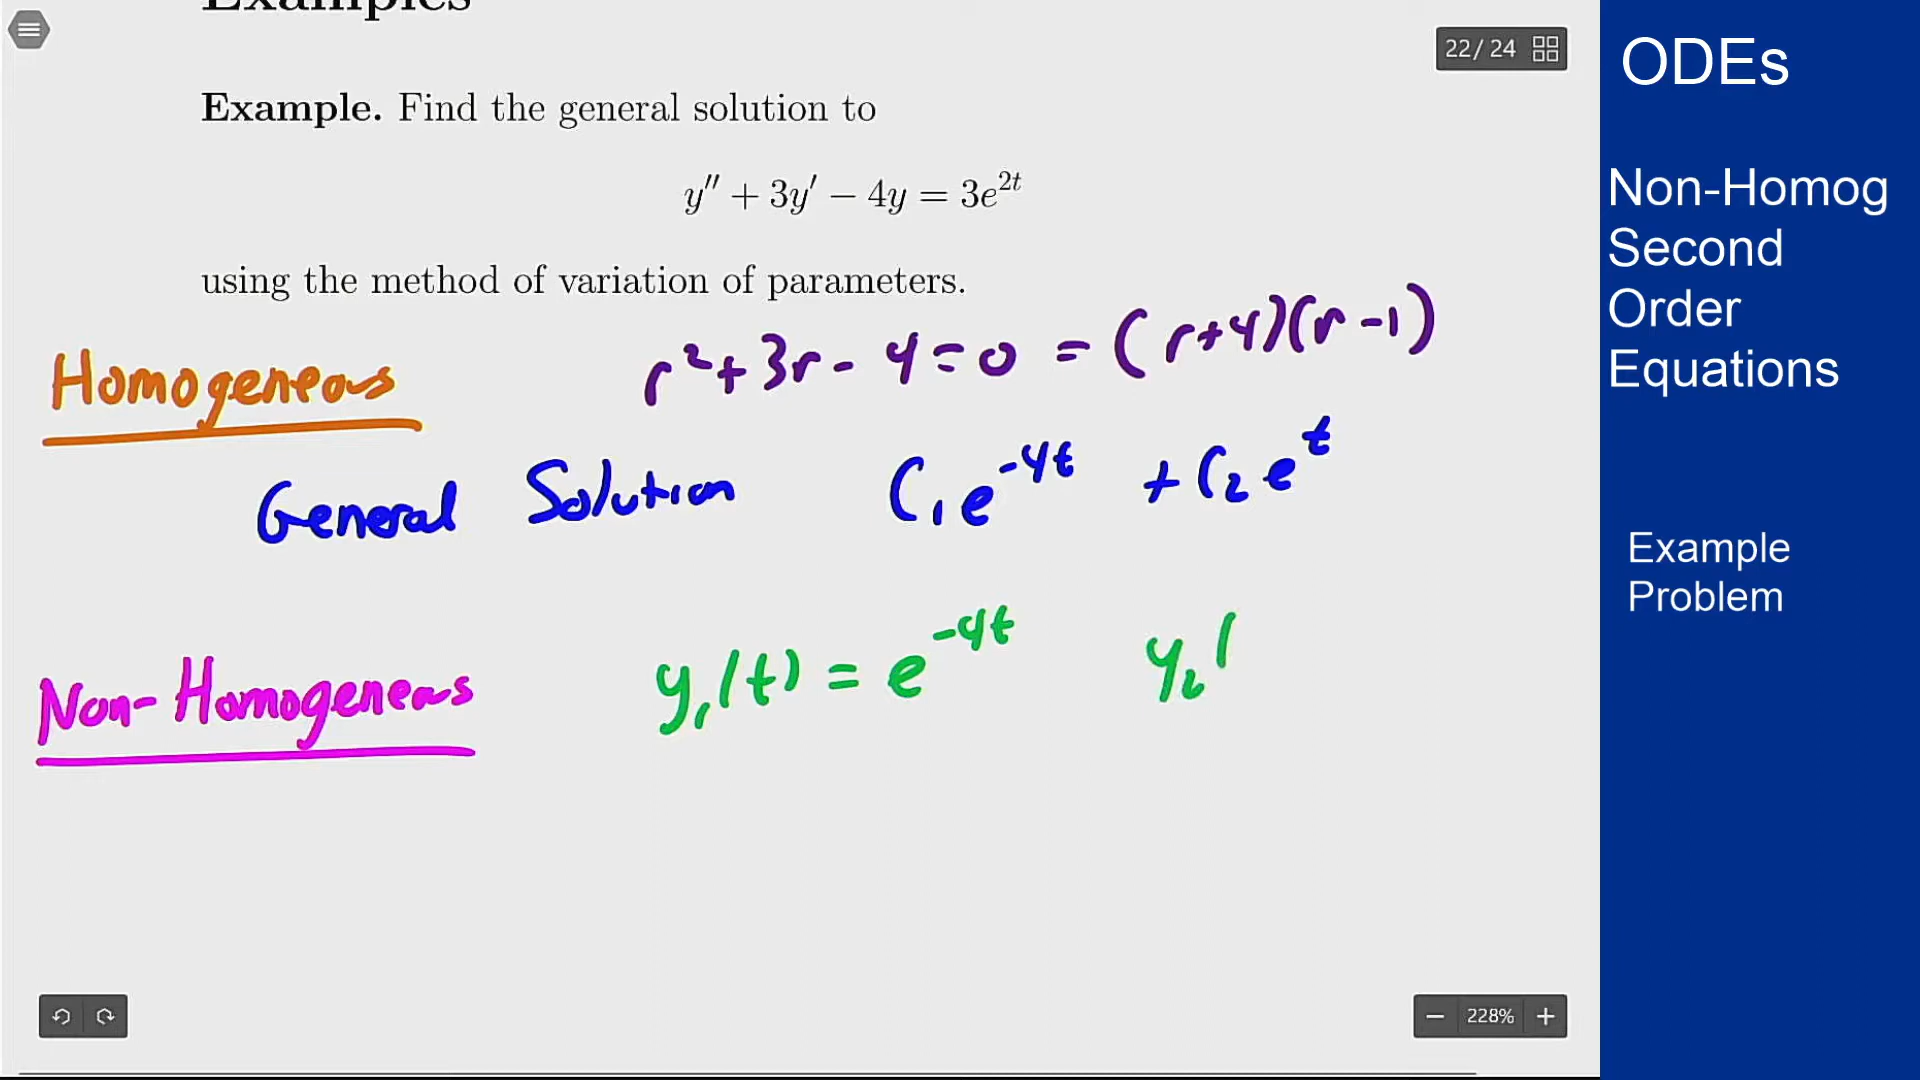 Examples
22/ 24
Example. Find the general solution to
y″ + 3y′ − 4y = 3e^{2t}
using the method of variation of parameters.
r²+3r-4=0 = (r+4)(r-1)
Homogeneous
General Solution C₁e^{-4t} + C₂e^{t}
Non-Homogeneous y₁(t) = e^{-4t} y₂(
228%
ODEs
Non-Homog
Second
Order
Equations
Example
Problem